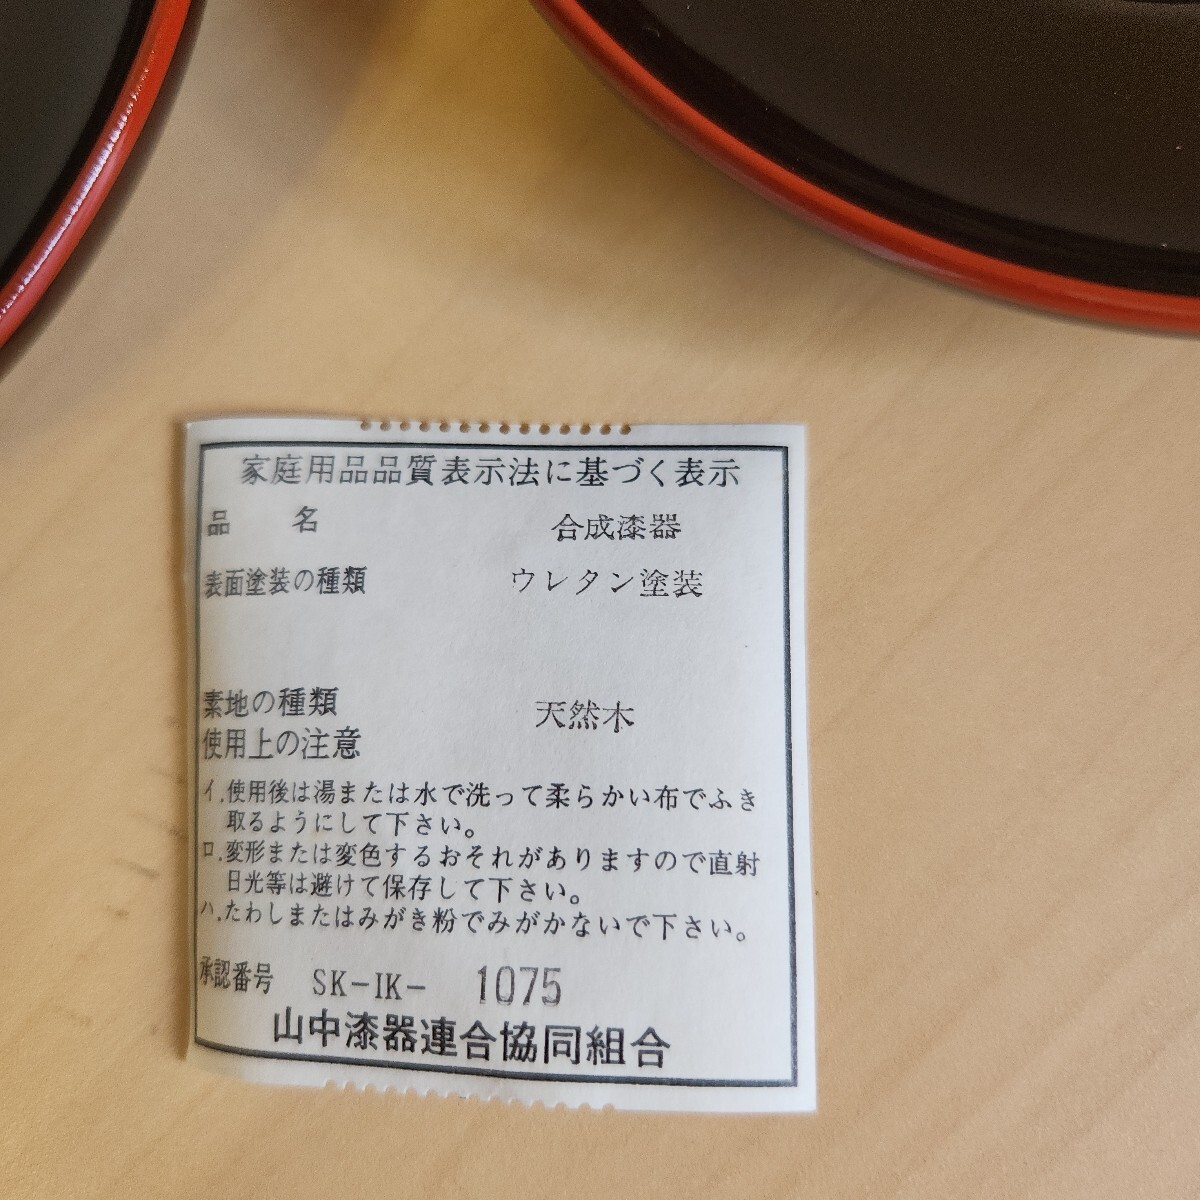 家庭用品品質表示法に基づく表示
品 名 合成漆器
表面塗装の種類 ウレタン塗装
素地の種類 天然木
使用上の注意
イ.使用後は湯または水で洗って柔らかい布でふき
取るようにして下さい。
ロ.変形または変色するおそれがありますので直射
日光等は避けて保存して下さい。
ハ.たわしまたはみがき粉でみがかないで下さい。
承認番号 SK-IK- 1075
山中漆器連合協同組合